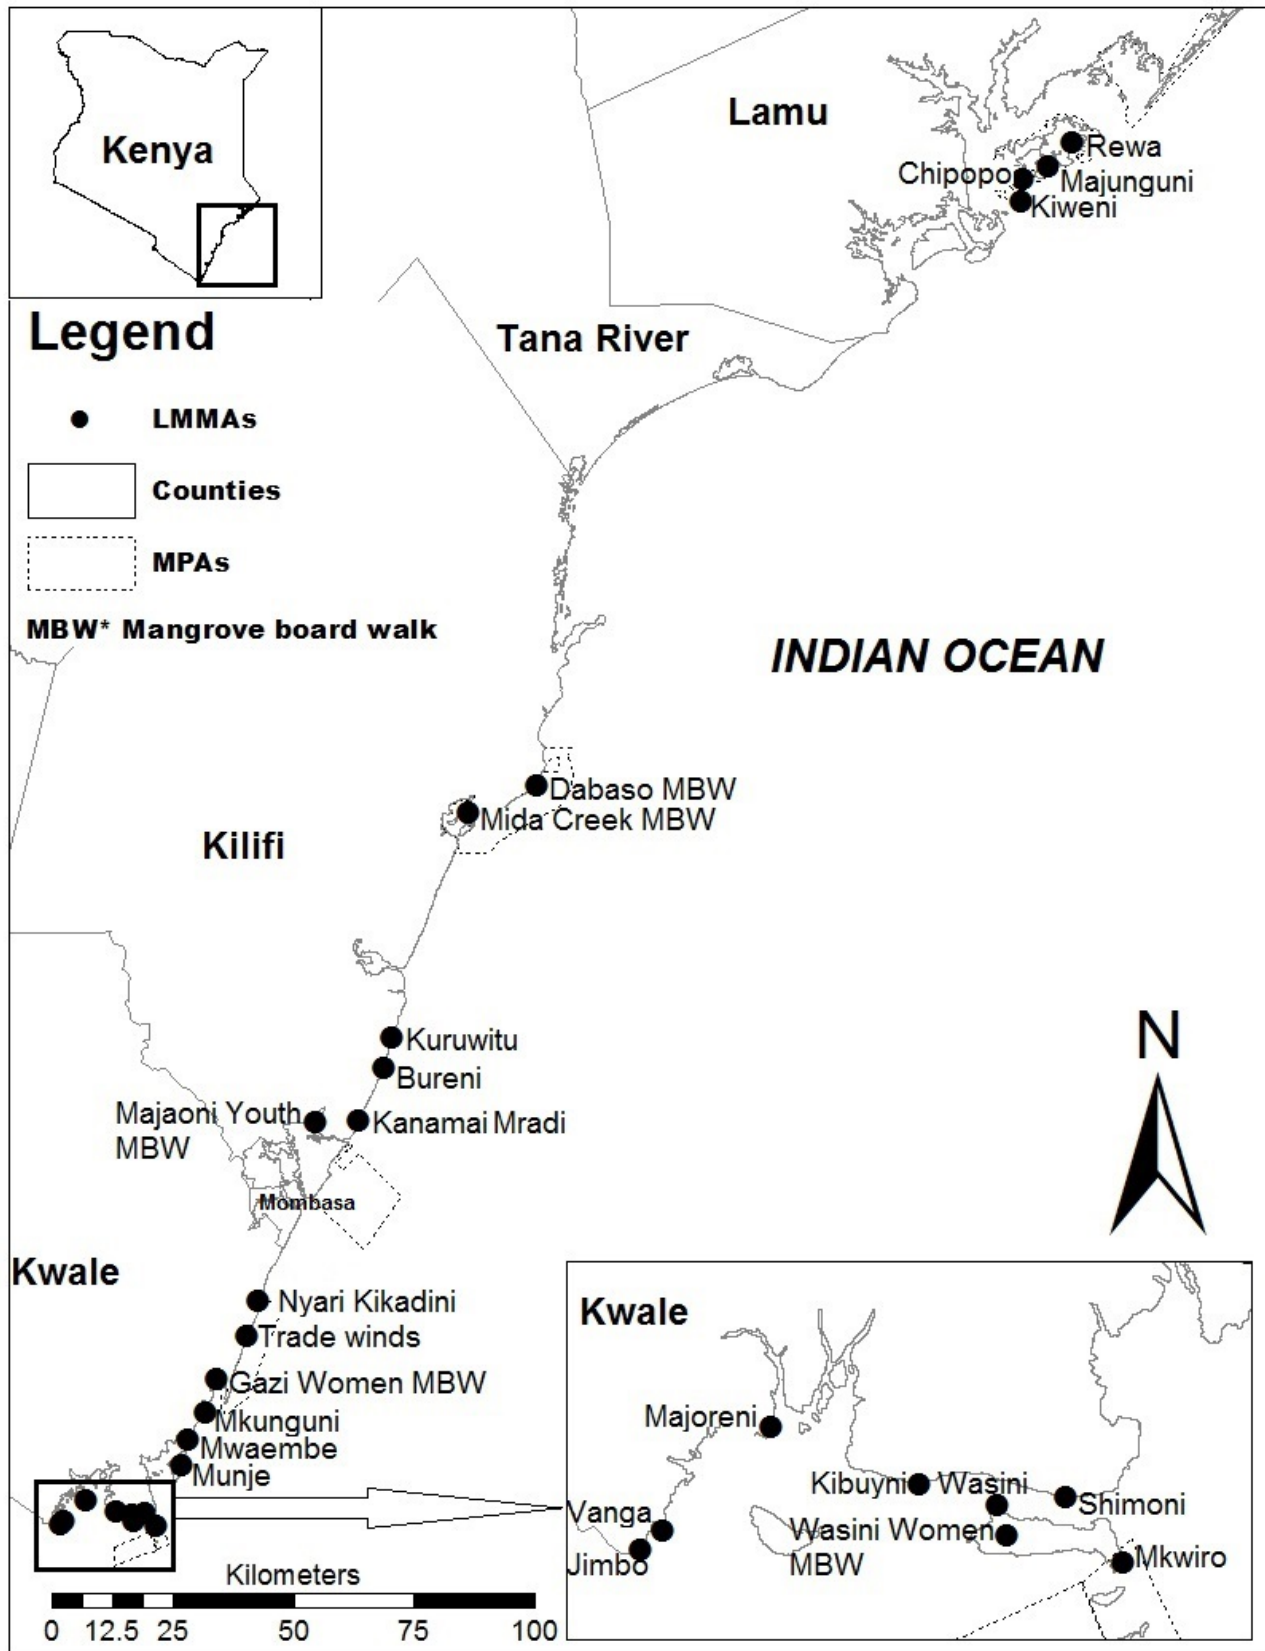 Kenya
Lamu
Rewa
Chipopo
Majunguni
Kiweni
Legend
Tana River
LMMAs
Counties
MPAs
MBW* Mangrove board walk
INDIAN OCEAN
Dabaso MBW
Mida Creek MBW
Kilifi
Kuruwitu
Bureni
Majaoni Youth
MBW
Kanamai Mradi
N
Mombasa
Kwale
Nyari Kikadini
Trade winds
Gazi Women MBW
Mkunguni
Mwaembe
Munje
Kilometers
0 12.5 25 50 75 100
Kwale
Majoreni
Kibuyni
Wasini
Shimoni
Vanga
Wasini Women
MBW
Jimbo
Mkwiro